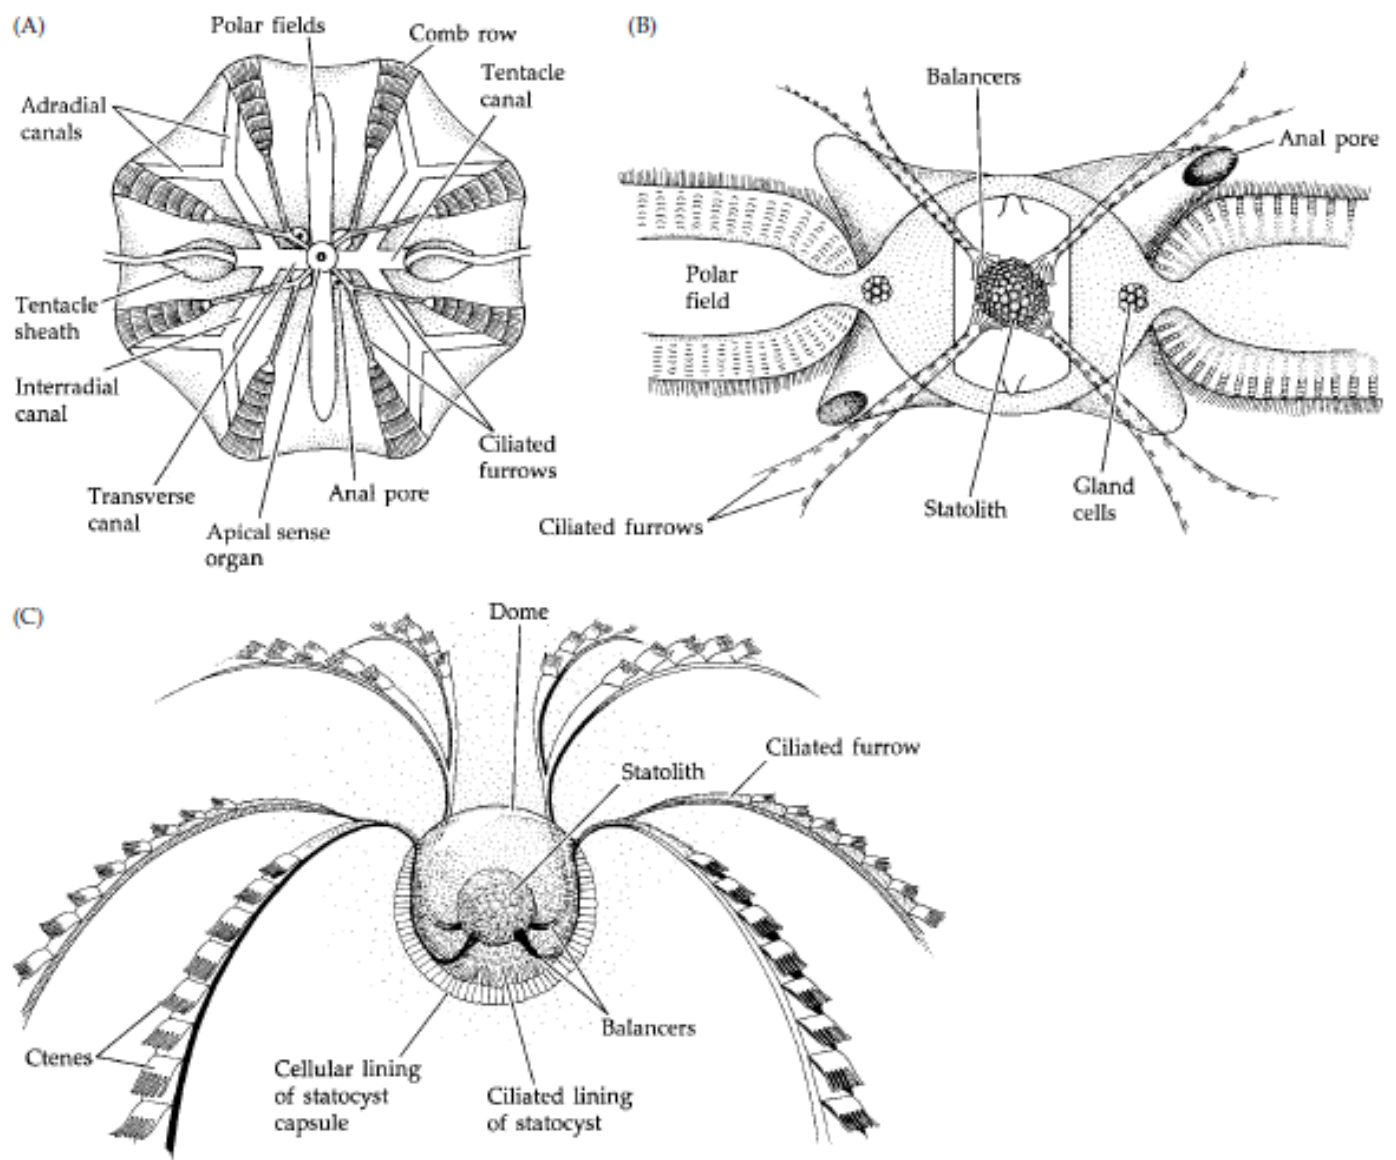 (A)
Polar fields
Comb row
Tentacle
canal
Adradial
canals
Tentacle
sheath
Interradial
canal
Transverse
canal
Apical sense
organ
Anal pore
Ciliated
furrows
(B)
Balancers
Anal pore
Polar
field
Ciliated furrows
Statolith
Gland
cells
(C)
Dome
Ciliated furrow
Statolith
Ctenes
Cellular lining
of statocyst
capsule
Ciliated lining
of statocyst
Balancers